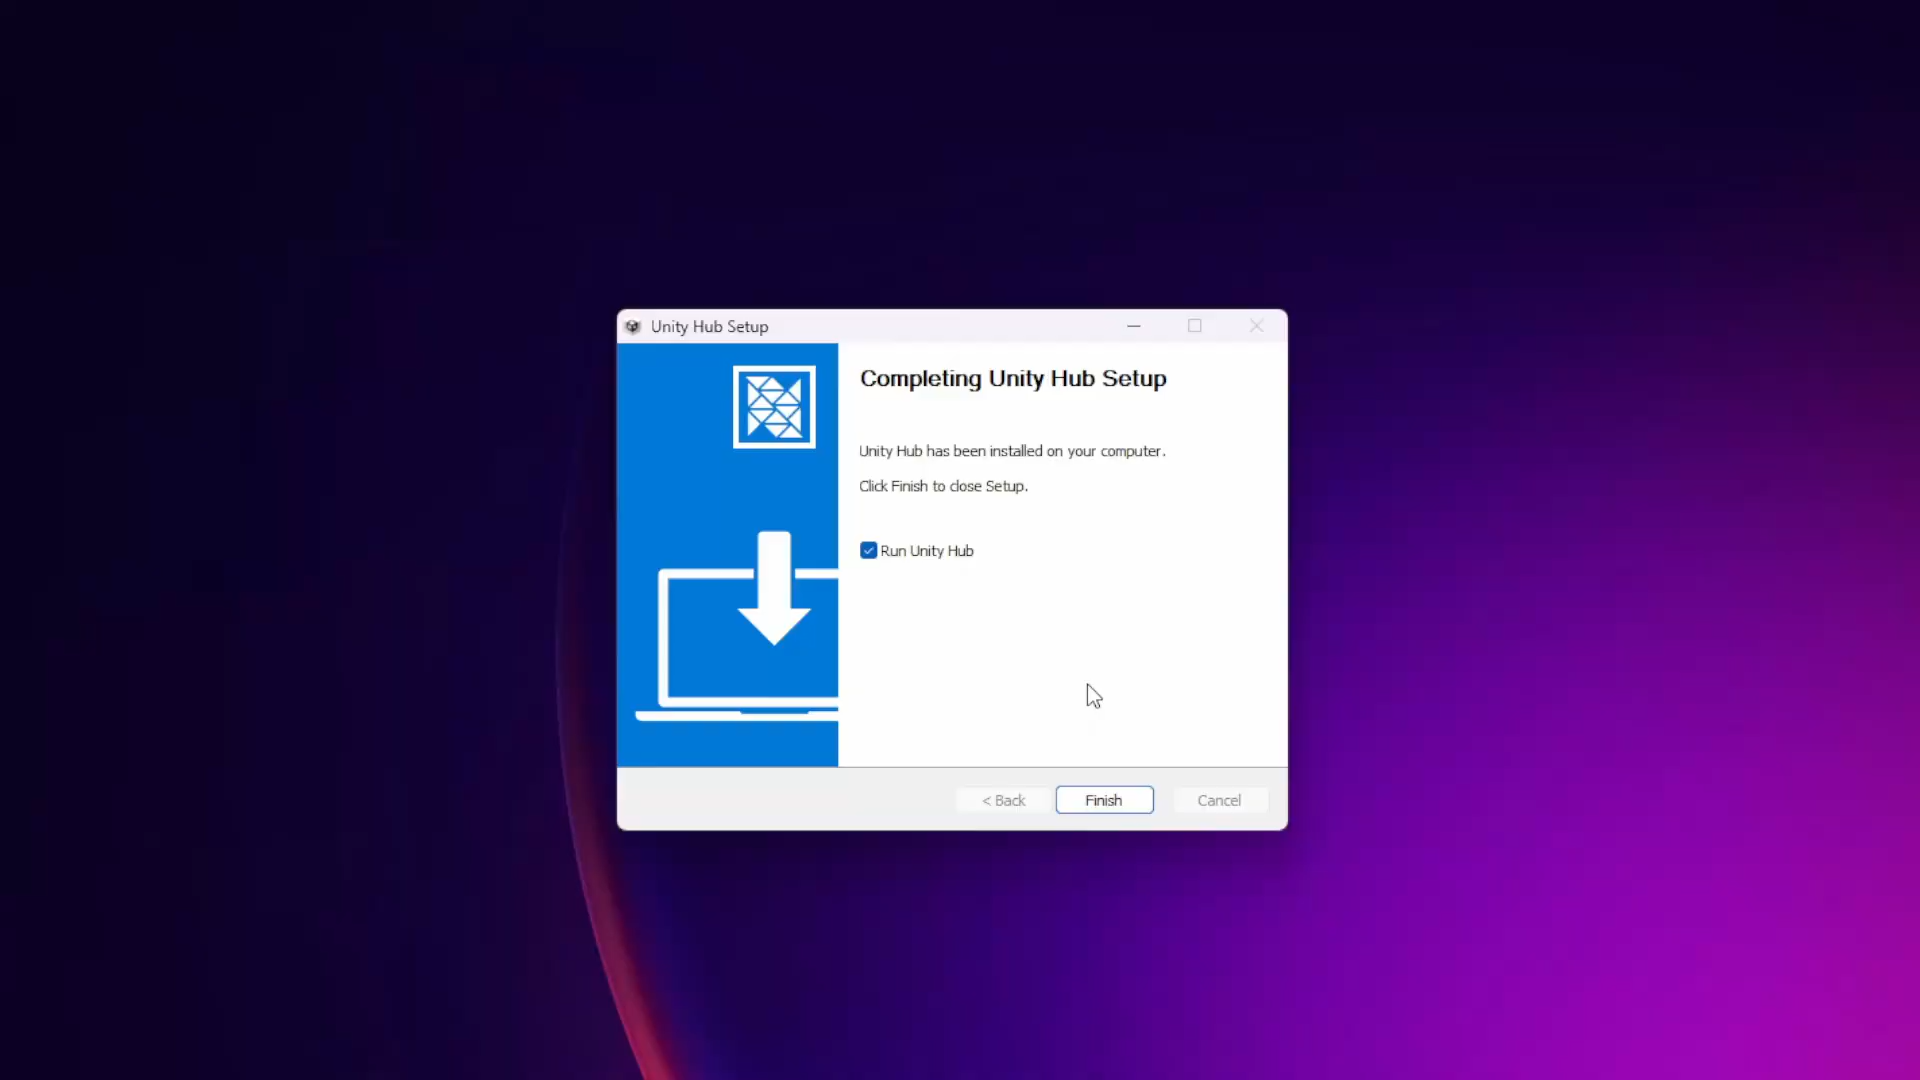 Unity Hub Setup
Completing Unity Hub Setup
Unity Hub has been installed on your computer.
Click Finish to close Setup.
Run Unity Hub
< Back
Finish
Cancel